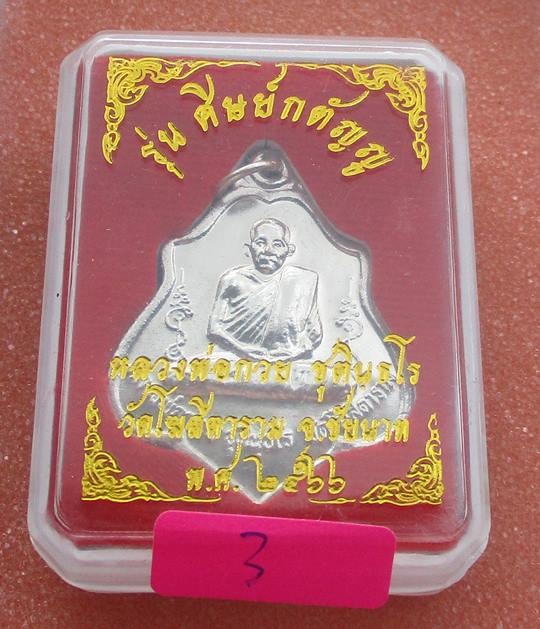 รุ่น ศิษย์กตัญญู
หลวงพ่อกวย ชุตินฺธโร
วัดโฆสิตาราม จ.ชัยนาท
พ.ศ. ๒๕๖๖
3